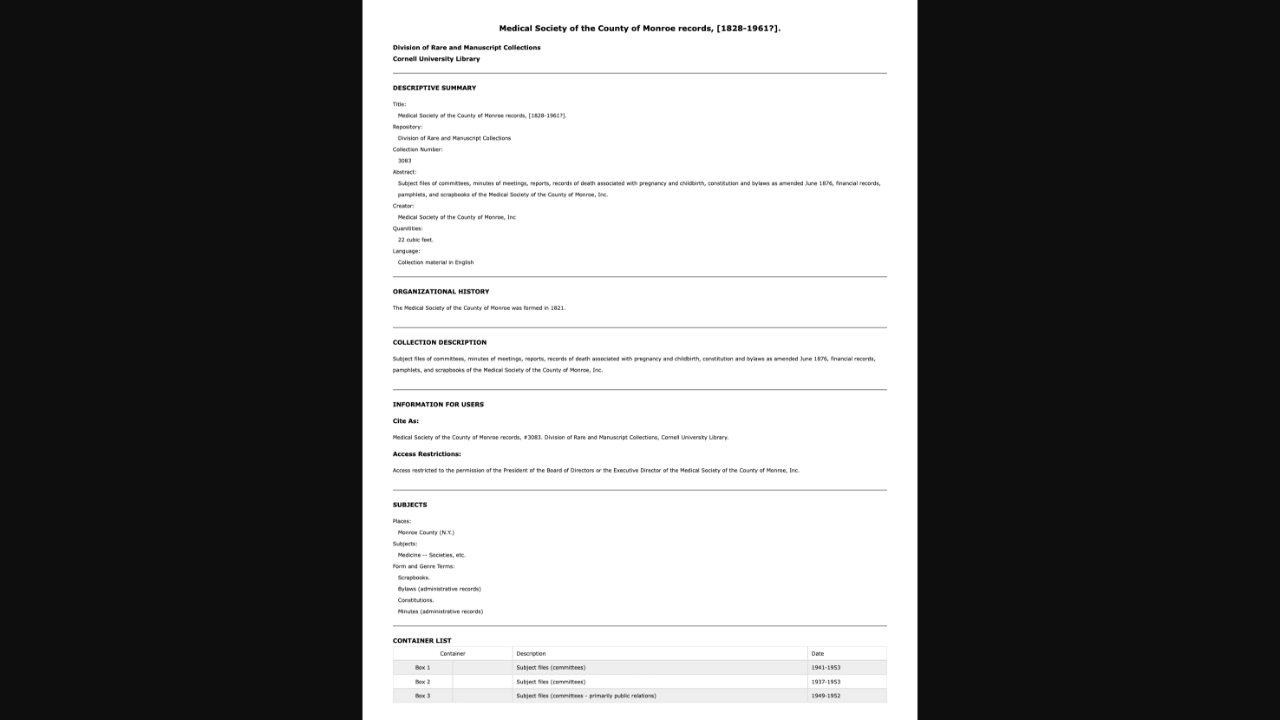 Medical Society of the County of Monroe records, [1828-1961?].
Division of Rare and Manuscript Collections
Cornell University Library
DESCRIPTIVE SUMMARY
Title:
Medical Society of the County of Monroe records, [1828-1961?].
Repository:
Division of Rare and Manuscript Collections
Collection Number:
3083
Abstract:
Subject files of committees, minutes of meetings, reports, records of death associated with pregnancy and childbirth, constitution and bylaws as amended June 1876, financial records,
pamphlets, and scrapbooks of the Medical Society of the County of Monroe, Inc.
Creator:
Medical Society of the County of Monroe, Inc
Quanitities:
22 cubic feet.
Language:
Collection material in English
ORGANIZATIONAL HISTORY
The Medical Society of the County of Monroe was formed in 1821.
COLLECTION DESCRIPTION
Subject files of committees, minutes of meetings, reports, records of death associated with pregnancy and childbirth, constitution and bylaws as amended June 1876, financial records,
pamphlets, and scrapbooks of the Medical Society of the County of Monroe, Inc.
INFORMATION FOR USERS
Cite As:
Medical Society of the County of Monroe records, #3083. Division of Rare and Manuscript Collections, Cornell University Library.
Access Restrictions:
Access restricted to the permission of the President of the Board of Directors or the Executive Director of the Medical Society of the County of Monroe, Inc.
SUBJECTS
Places:
Monroe County (N.Y.)
Subjects:
Medicine -- Societies, etc.
Form and Genre Terms:
Scrapbooks.
Bylaws (administrative records)
Constitutions.
Minutes (administrative records)
CONTAINER LIST
Container Description Date
Box 1 Subject files (committees) 1941-1953
Box 2 Subject files (committees) 1937-1953
Box 3 Subject files (committees - primarily public relations) 1949-1952